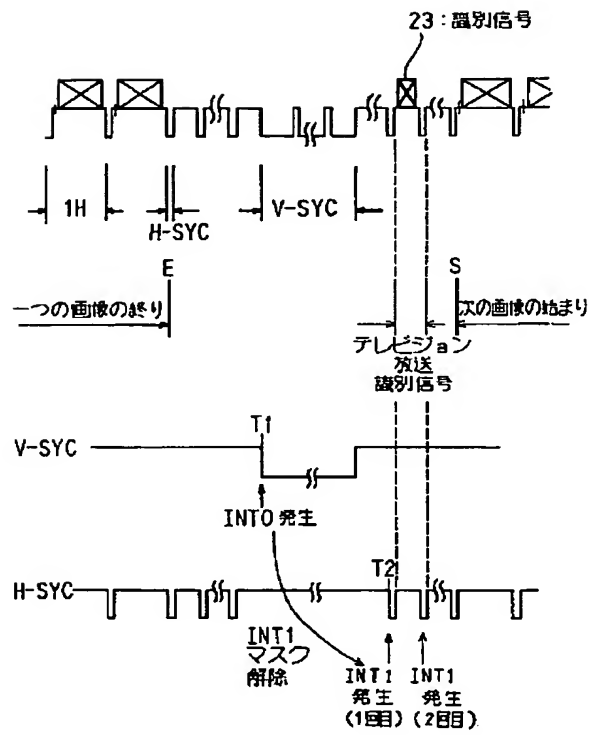 23：識別信号
1H
H-SYC
V-SYC
E
S
一つの画像の終り
次の画像の始まり
テレビジョン
放送
識別信号
V-SYC
T1
INT0 発生
H-SYC
T2
INT1
マスク
解除
INT1
発生
(1回目)
INT1
発生
(2回目)